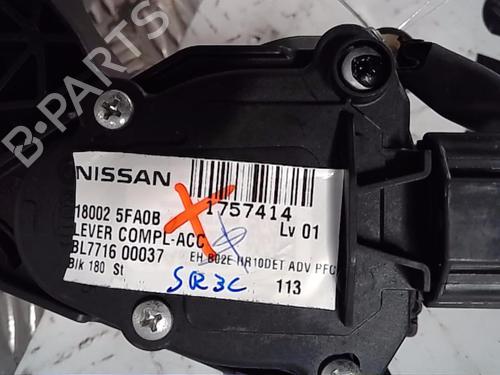 B-PARTS
NISSAN
18002 5FA0B 1757414
LEVER COMPL-ACC Lv 01
BL7716 00037 EH B02E HR10DET ADV PFC
Blk 180 St 113
SR3C